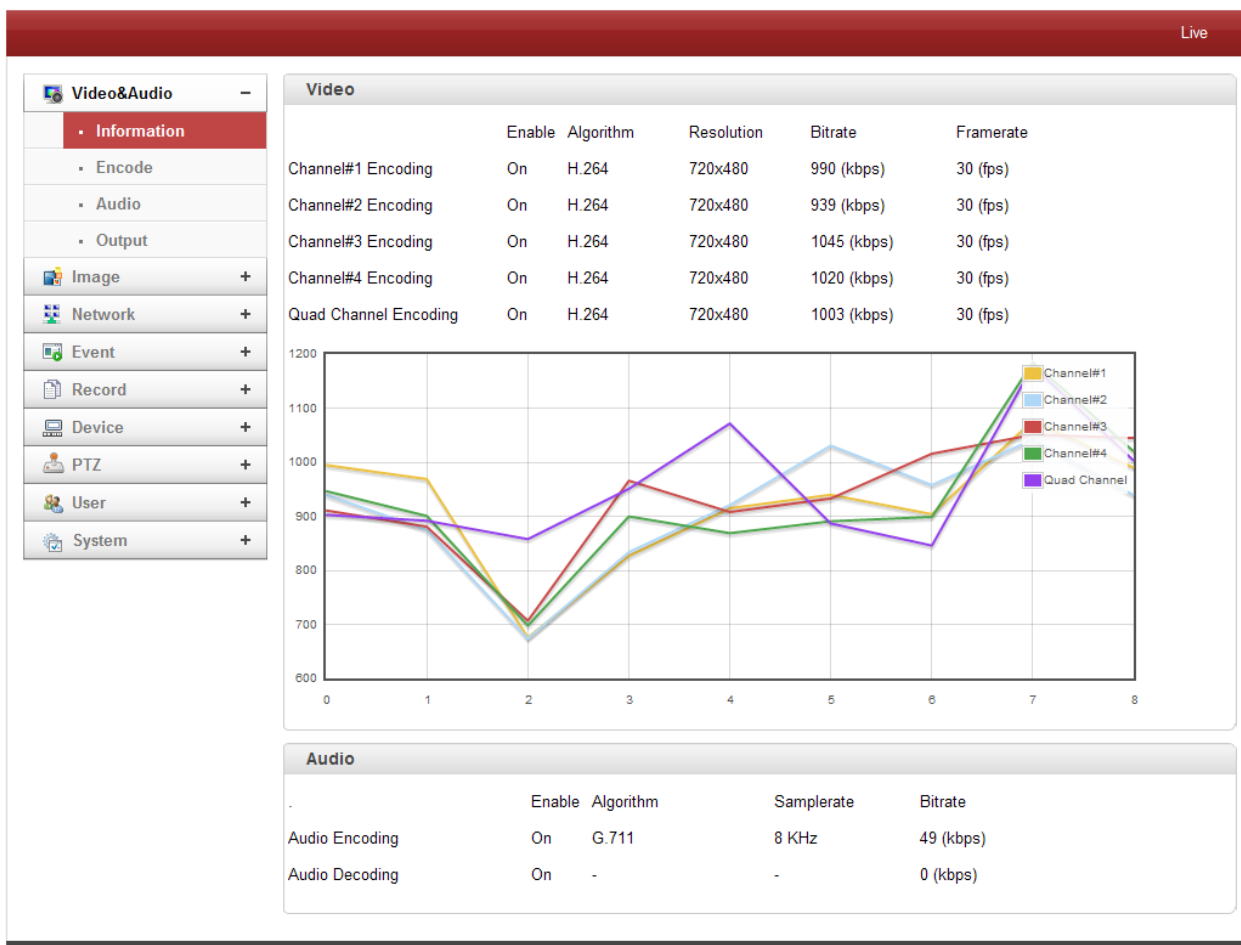 Live
Video&Audio −
Information
Encode
Audio
Output
Image +
Network +
Event +
Record +
Device +
PTZ +
User +
System +
Video
Enable Algorithm Resolution Bitrate Framerate
Channel#1 Encoding On H.264 720x480 990 (kbps) 30 (fps)
Channel#2 Encoding On H.264 720x480 939 (kbps) 30 (fps)
Channel#3 Encoding On H.264 720x480 1045 (kbps) 30 (fps)
Channel#4 Encoding On H.264 720x480 1020 (kbps) 30 (fps)
Quad Channel Encoding On H.264 720x480 1003 (kbps) 30 (fps)
1200
1100
1000
900
800
700
600
0 1 2 3 4 5 6 7 8
Channel#1
Channel#2
Channel#3
Channel#4
Quad Channel
Audio
. Enable Algorithm Samplerate Bitrate
Audio Encoding On G.711 8 KHz 49 (kbps)
Audio Decoding On - - 0 (kbps)